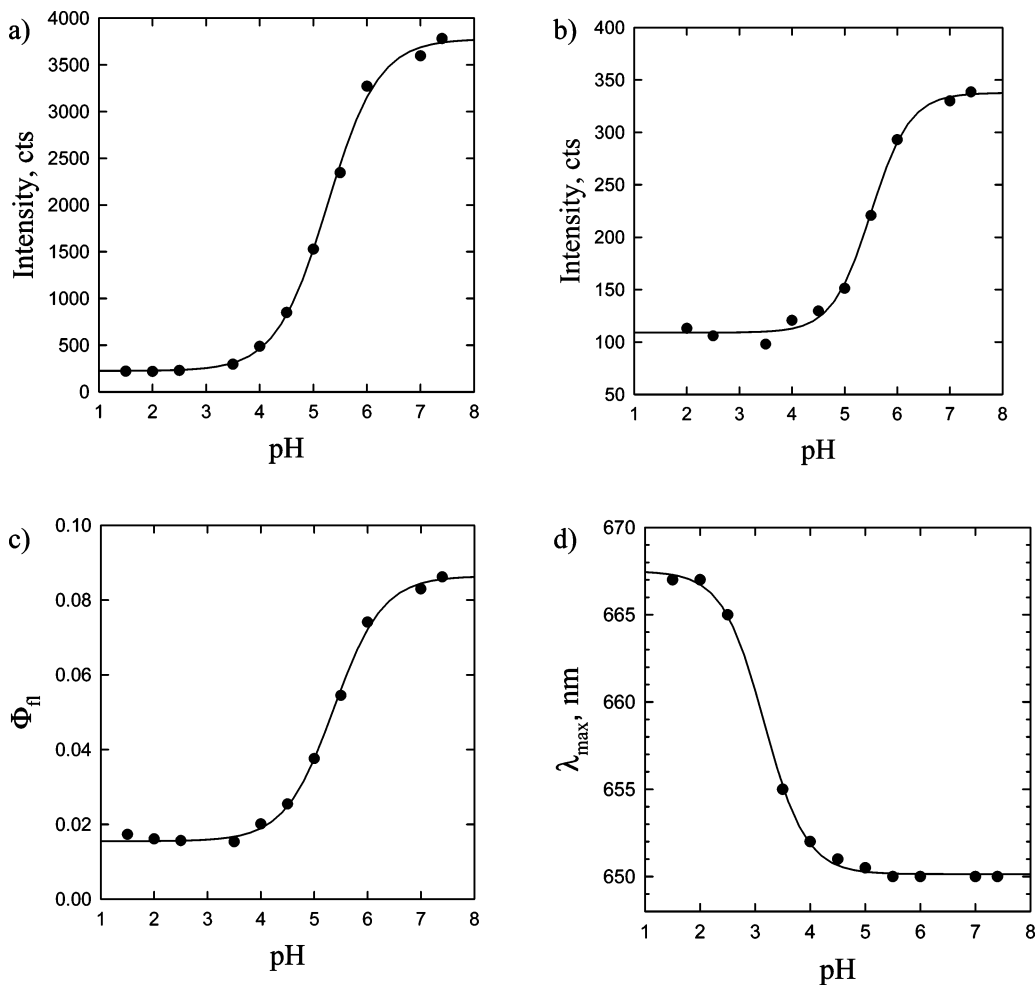 a)
4000
3500
3000
2500
2000
1500
1000
500
0
Intensity, cts
1 2 3 4 5 6 7 8
pH
b)
400
350
300
250
200
150
100
50
Intensity, cts
1 2 3 4 5 6 7 8
pH
c)
0.10
0.08
0.06
0.04
0.02
0.00
Φfl
1 2 3 4 5 6 7 8
pH
d)
670
665
660
655
650
λmax, nm
1 2 3 4 5 6 7 8
pH